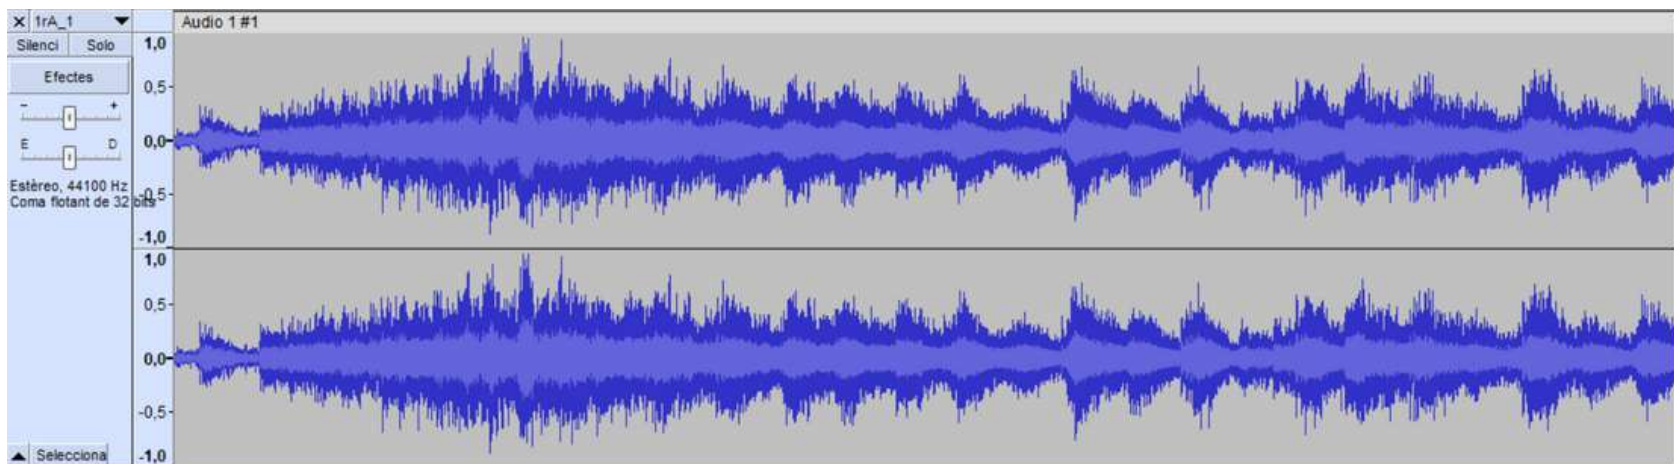 × 1rA_1 ▼
Audio 1 #1
Silenci Solo
Efectes
- +
E D
Estèreo, 44100 Hz
Coma flotant de 32 bits
Selecciona
1,0
0,5
0,0
-0,5
-1,0
1,0
0,5
0,0
-0,5
-1,0